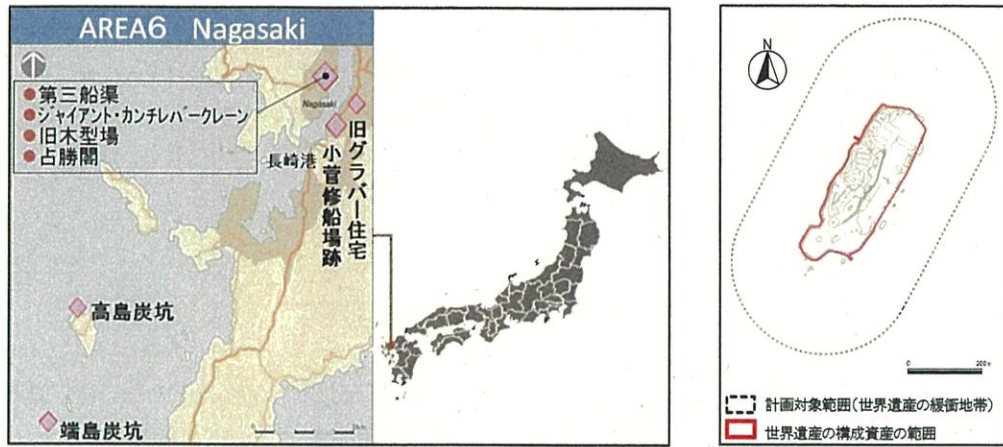 AREA6 Nagasaki
第三船渠
ジャイアント・カンチレバークレーン
旧木型場
占勝閣
Nagasaki
長崎港
旧グラバー住宅
小菅修船場跡
高島炭坑
端島炭坑
N
0
計画対象範囲(世界遺産の緩衝地帯)
世界遺産の構成資産の範囲